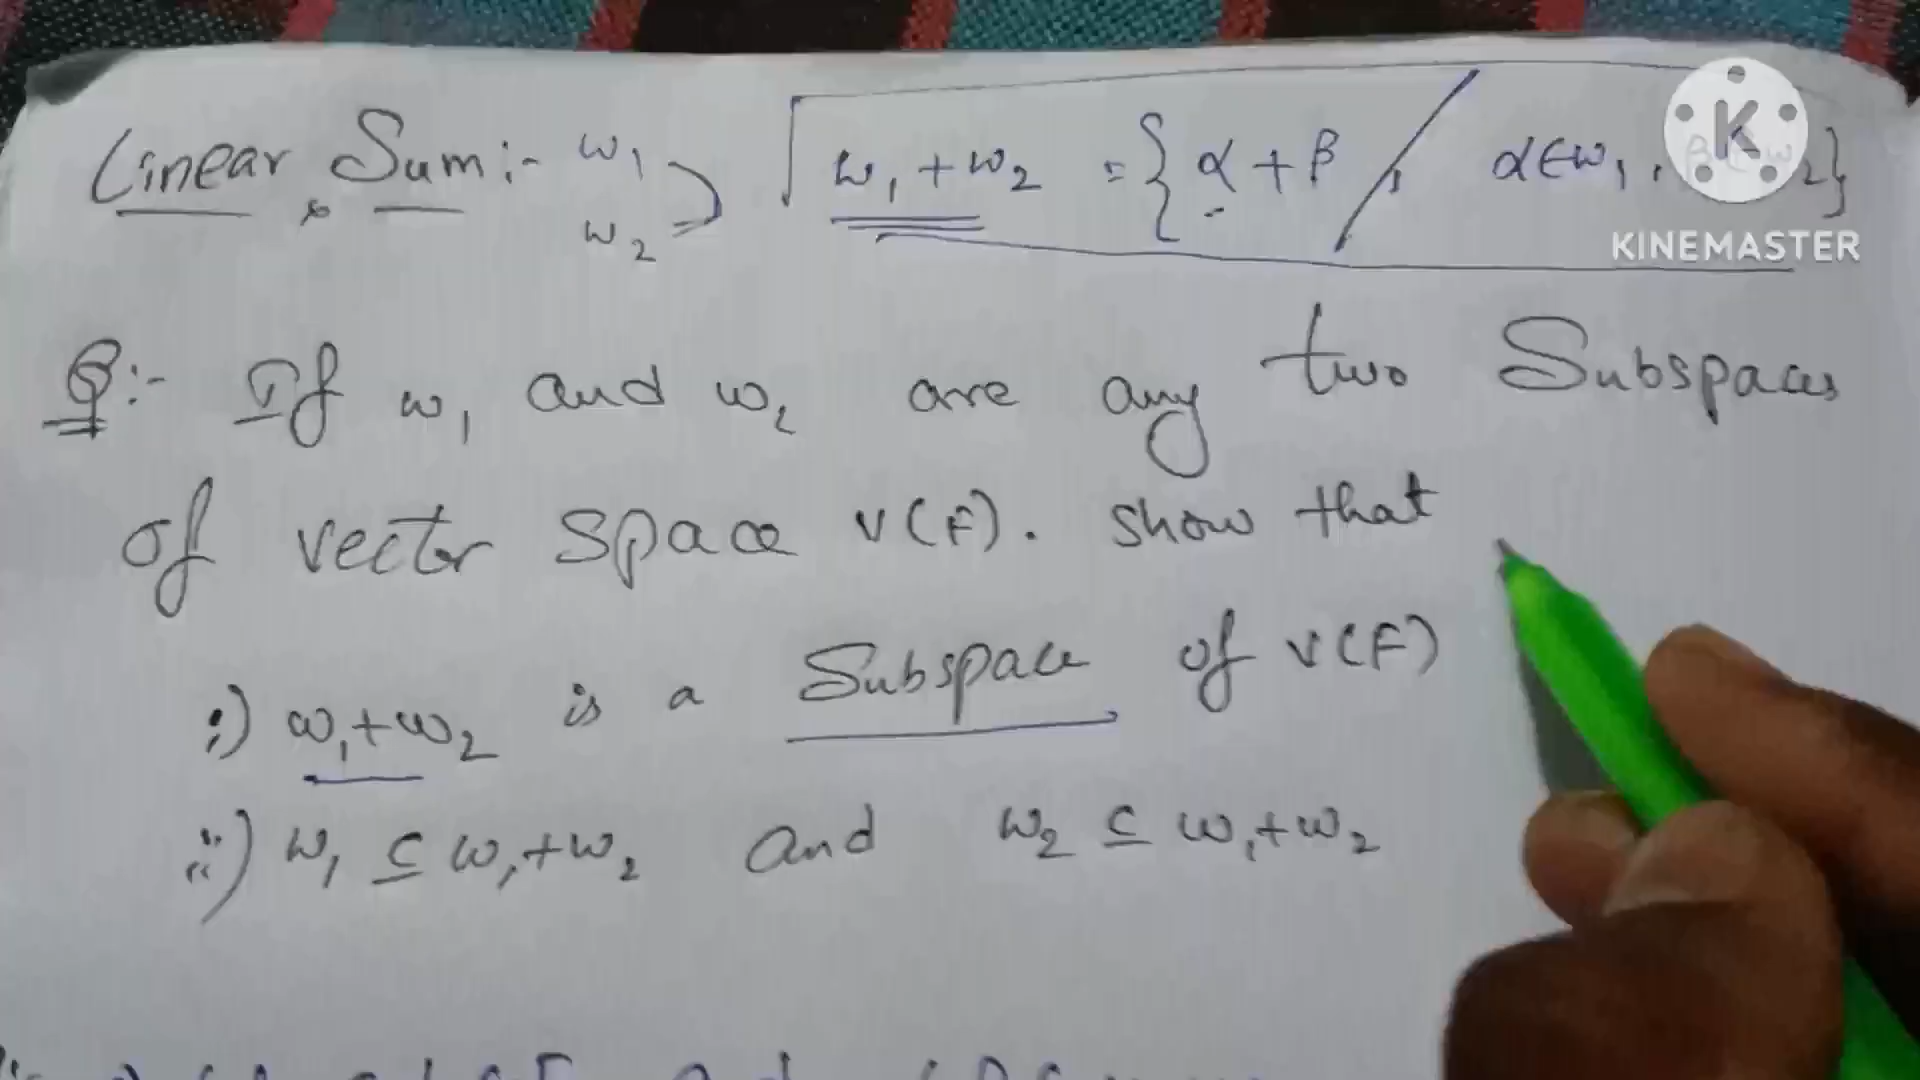 Linear Sum:- w1 w2 w1+w2 = { α+β / α∈w1, 2}
K
KINEMASTER
Q:- If w1 and w2 are any two Subspaces
of vector space V(F). Show that
i) w1+w2 is a Subspace of V(F)
ii) w1 ⊆ w1+w2 and w2 ⊆ w1+w2